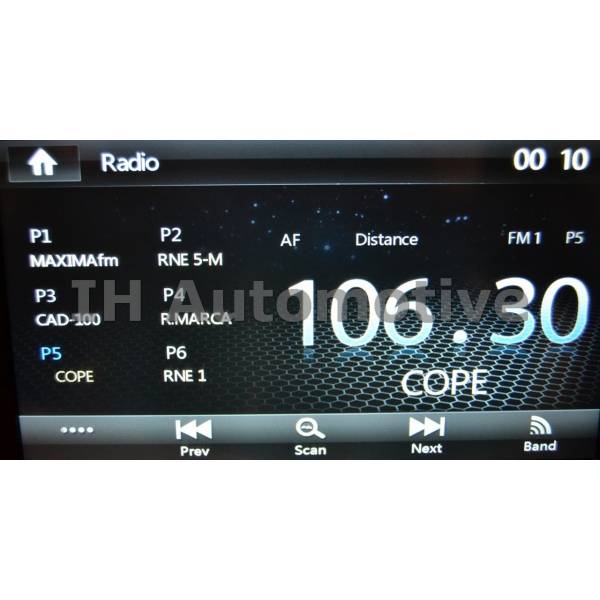 Radio
00 10
P1
MAXIMAfm
P2
RNE 5-M
AF Distance FM 1 P5
P3
CAD-100
P4
R.MARCA
106.30
IH Automotive
P5
COPE
P6
RNE 1
COPE
Prev
Scan
Next
Band